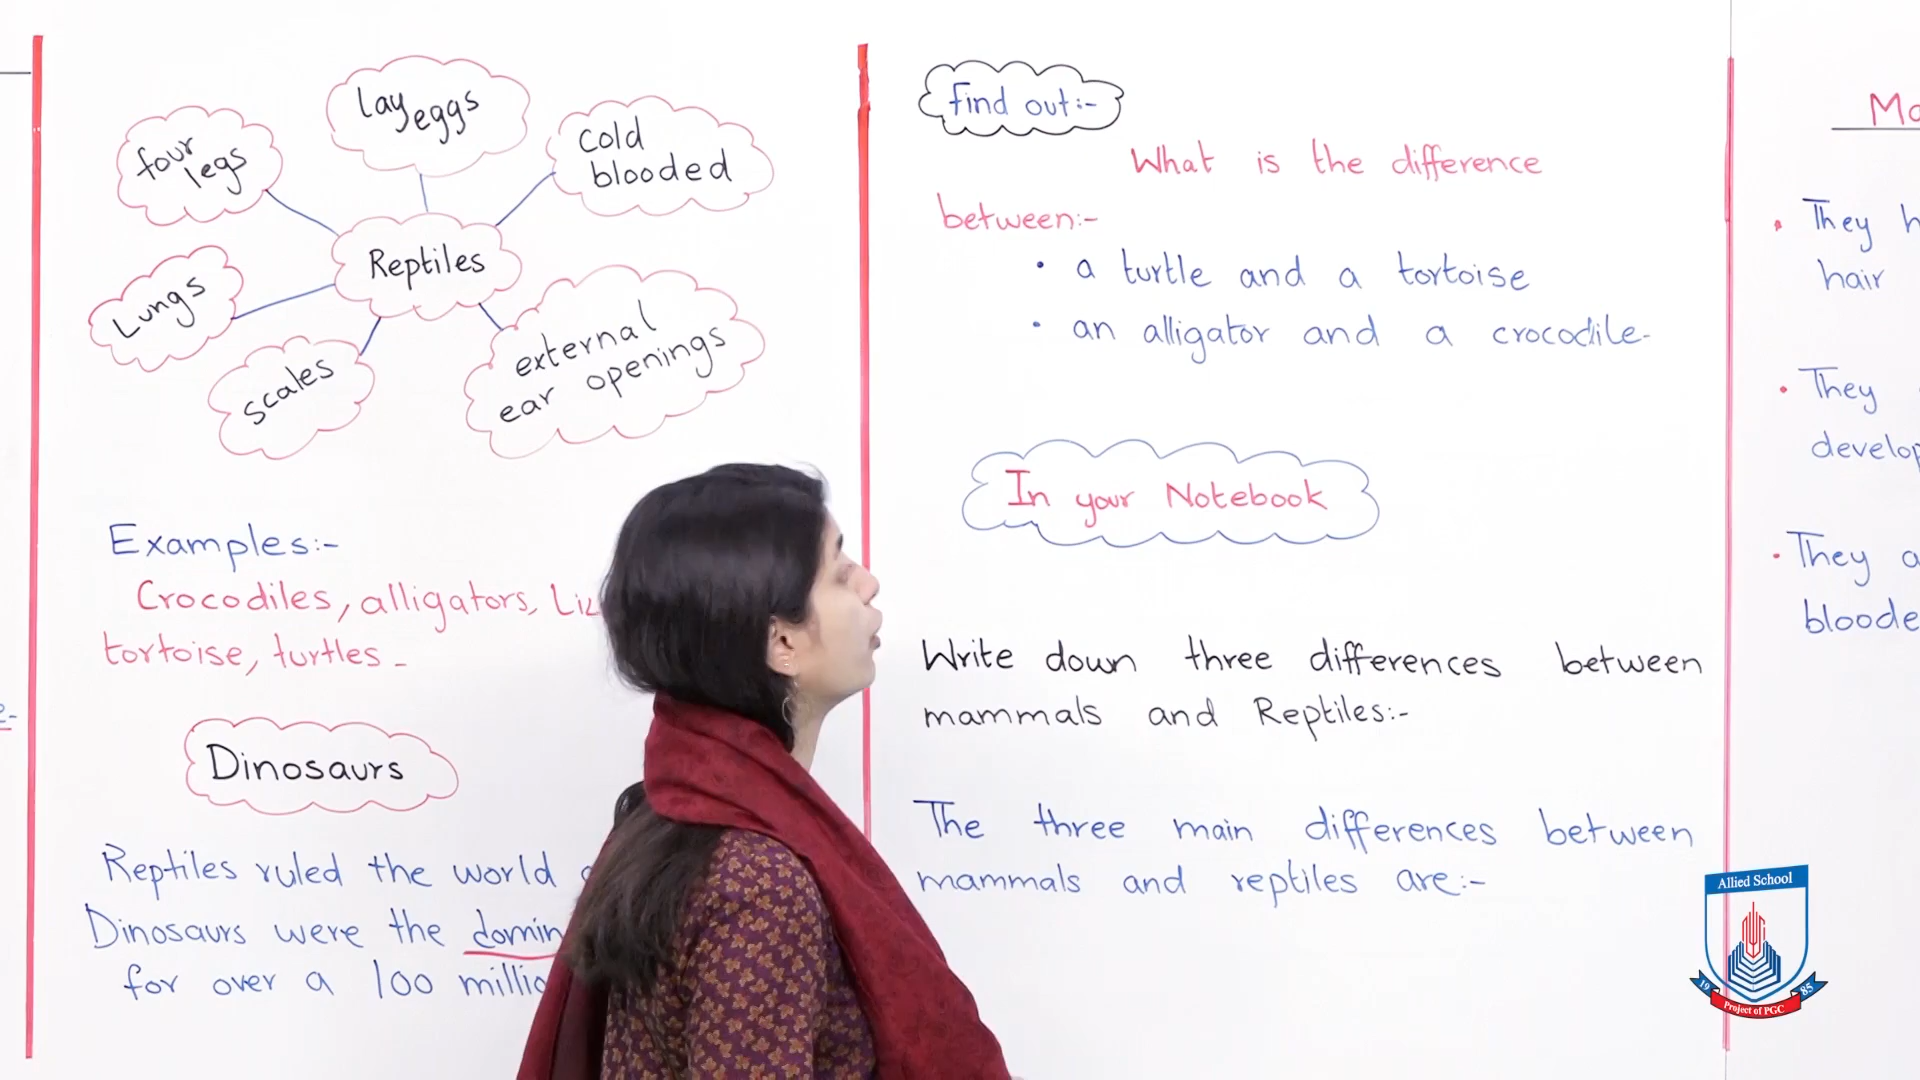 lay eggs
four legs
cold blooded
Reptiles
Lungs
scales
external ear openings
Examples:-
Crocodiles, alligators,
tortoise, turtles -
Dinosaurs
Reptiles ruled the world
Dinosaurs were the
for over a 100
find out:-
What is the difference
between:-
• a turtle and a tortoise
• an alligator and a crocodile-
In your Notebook
Write down three differences between
mammals and Reptiles:-
The three main differences between
mammals and reptiles are:-
• They
hair
• They
• They
Allied School
19 85
Project of PGC